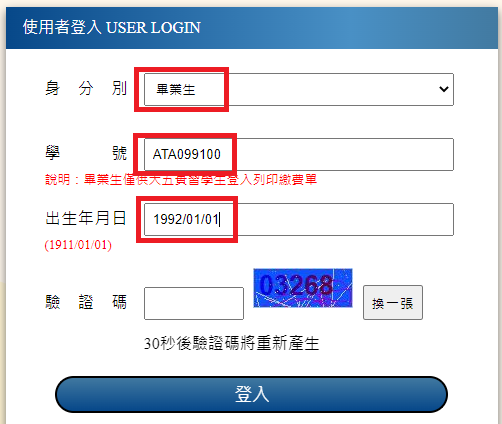 使用者登入 USER LOGIN
身 分 別 畢業生
學 號 ATA099100
說明：畢業生僅供大五實習學生登入列印繳費單
出生年月日 1992/01/01
(1911/01/01)
驗 證 碼 03268 換一張
30秒後驗證碼將重新產生
登入